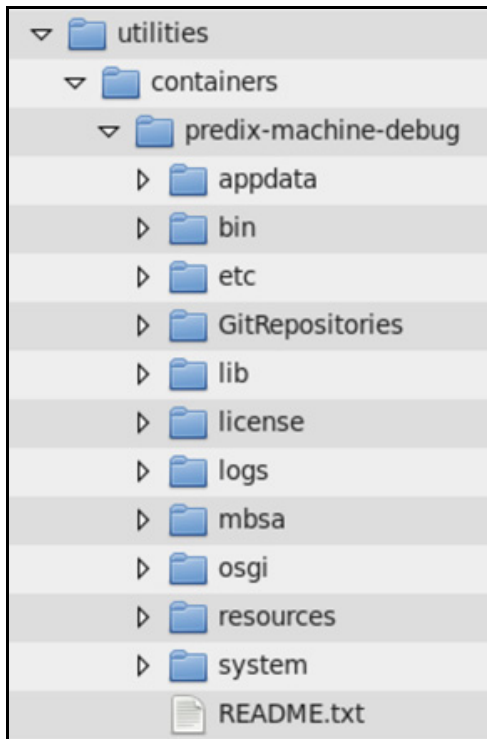 utilities
containers
predix-machine-debug
appdata
bin
etc
GitRepositories
lib
license
logs
mbsa
osgi
resources
system
README.txt